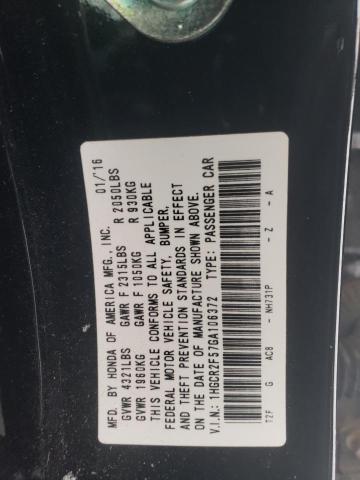 MFD. BY HONDA OF AMERICA MFG., INC. 01/'16
GVWR 4321LBS GAWR F 2315LBS R 2050LBS
GVWR 1960KG GAWR F 1050KG R 930KG
THIS VEHICLE CONFORMS TO ALL APPLICABLE
FEDERAL MOTOR VEHICLE SAFETY, BUMPER,
AND THEFT PREVENTION STANDARDS IN EFFECT
ON THE DATE OF MANUFACTURE SHOWN ABOVE.
V.I.N.: 1HGCR2F57GA106372 TYPE: PASSENGER CAR
T2F G AC8 - NH731P - Z - A